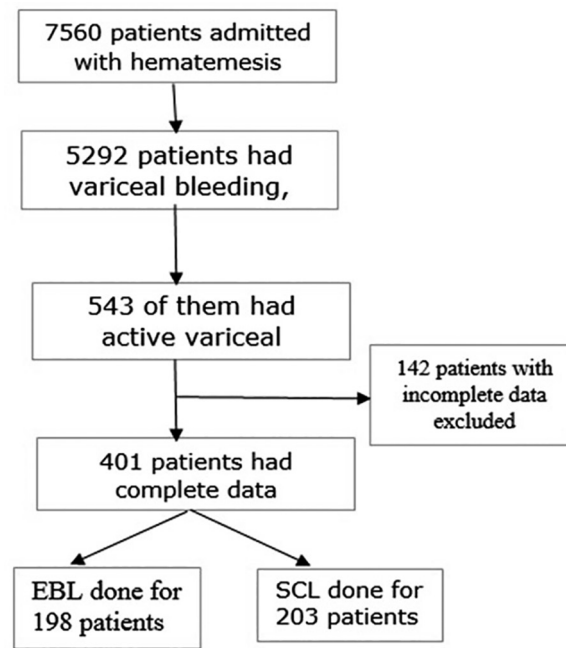 7560 patients admitted
with hematemesis
5292 patients had
variceal bleeding,
543 of them had
active variceal
142 patients with
incomplete data
excluded
401 patients had
complete data
EBL done for
198 patients
SCL done for
203 patients